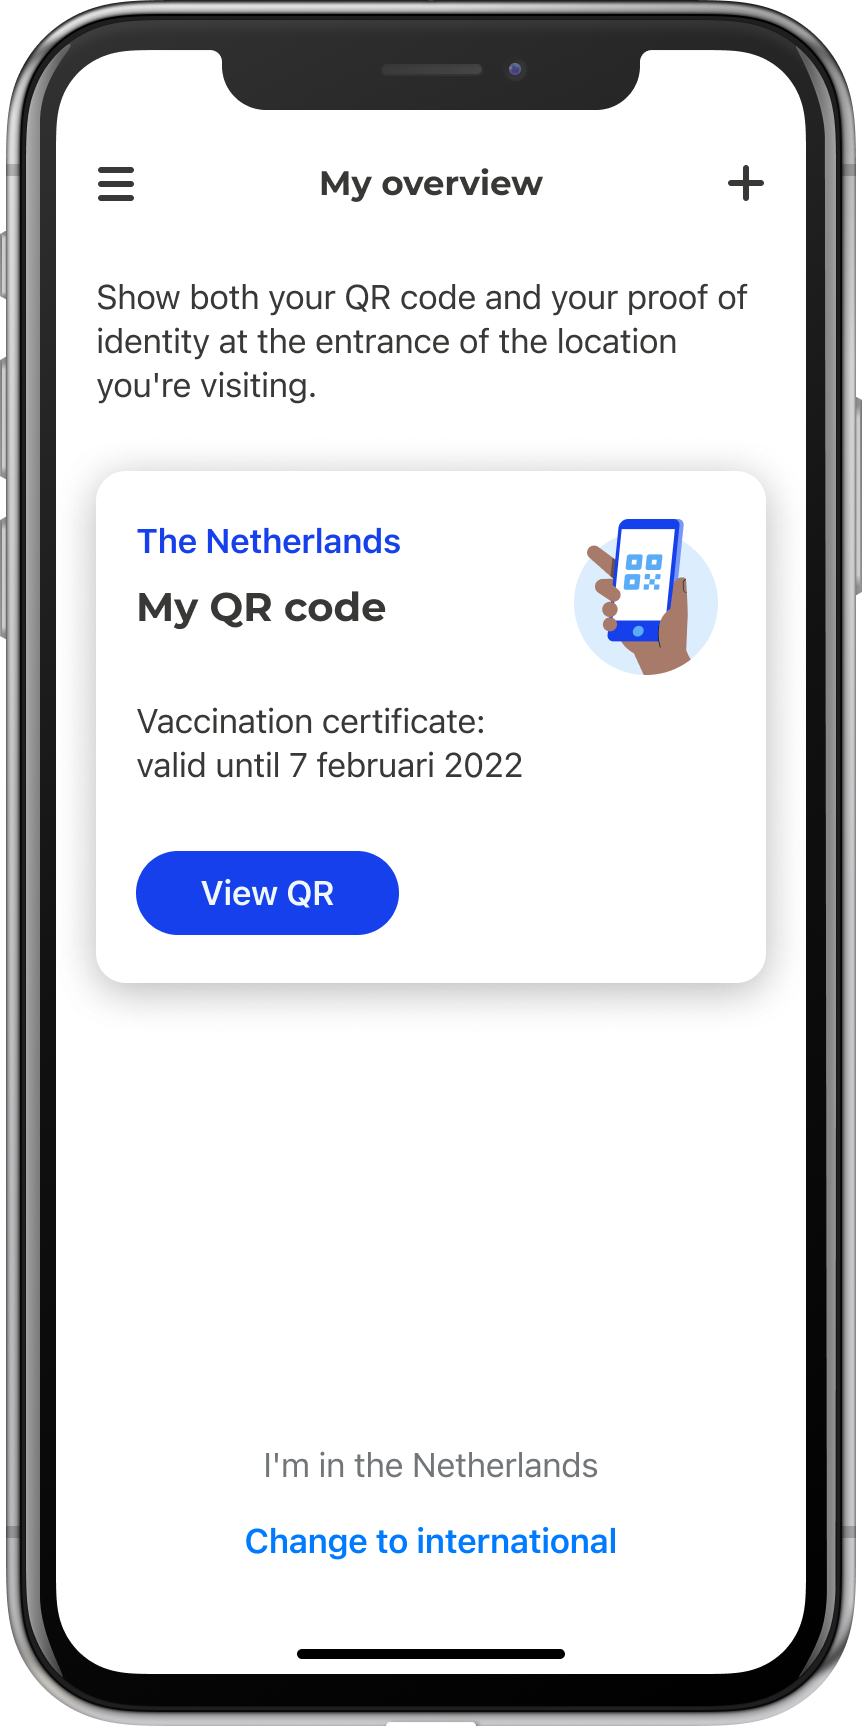 My overview
Show both your QR code and your proof of
identity at the entrance of the location
you're visiting.
The Netherlands
My QR code
Vaccination certificate:
valid until 7 februari 2022
View QR
I'm in the Netherlands
Change to international